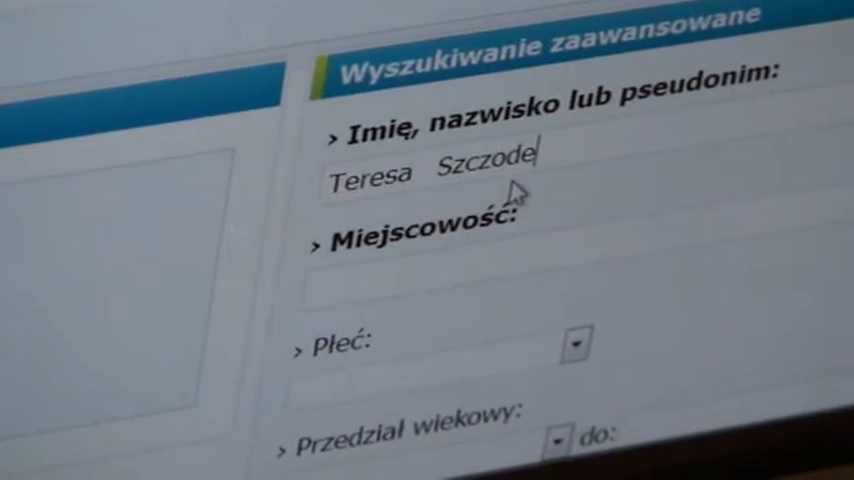 Wyszukiwanie zaawansowane
› Imię, nazwisko lub pseudonim:
Teresa Szczode
› Miejscowość:
› Płeć:
› Przedział wiekowy:
do: